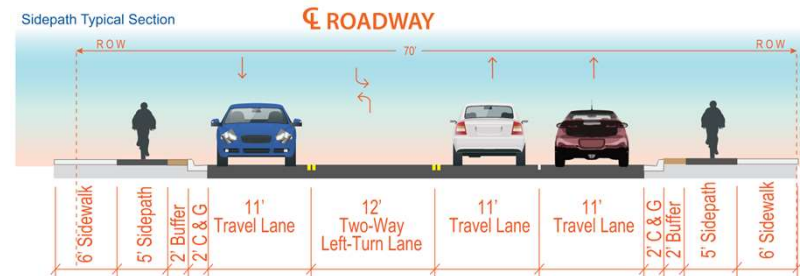 Sidepath Typical Section
℄ ROADWAY
ROW
ROW
70'
6' Sidewalk
5' Sidepath
2' Buffer
2' C & G
11'
Travel Lane
12'
Two-Way
Left-Turn Lane
11'
Travel Lane
11'
Travel Lane
2' C & G
2' Buffer
5' Sidepath
6' Sidewalk